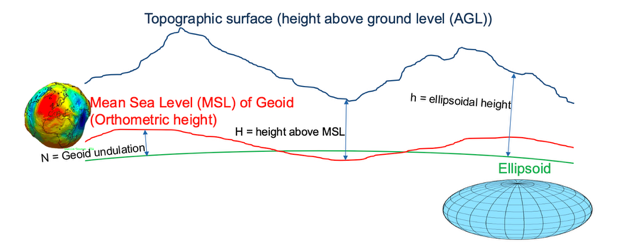 Topographic surface (height above ground level (AGL))
Mean Sea Level (MSL) of Geoid
(Orthometric height)
h = ellipsoidal height
H = height above MSL
N = Geoid undulation
Ellipsoid